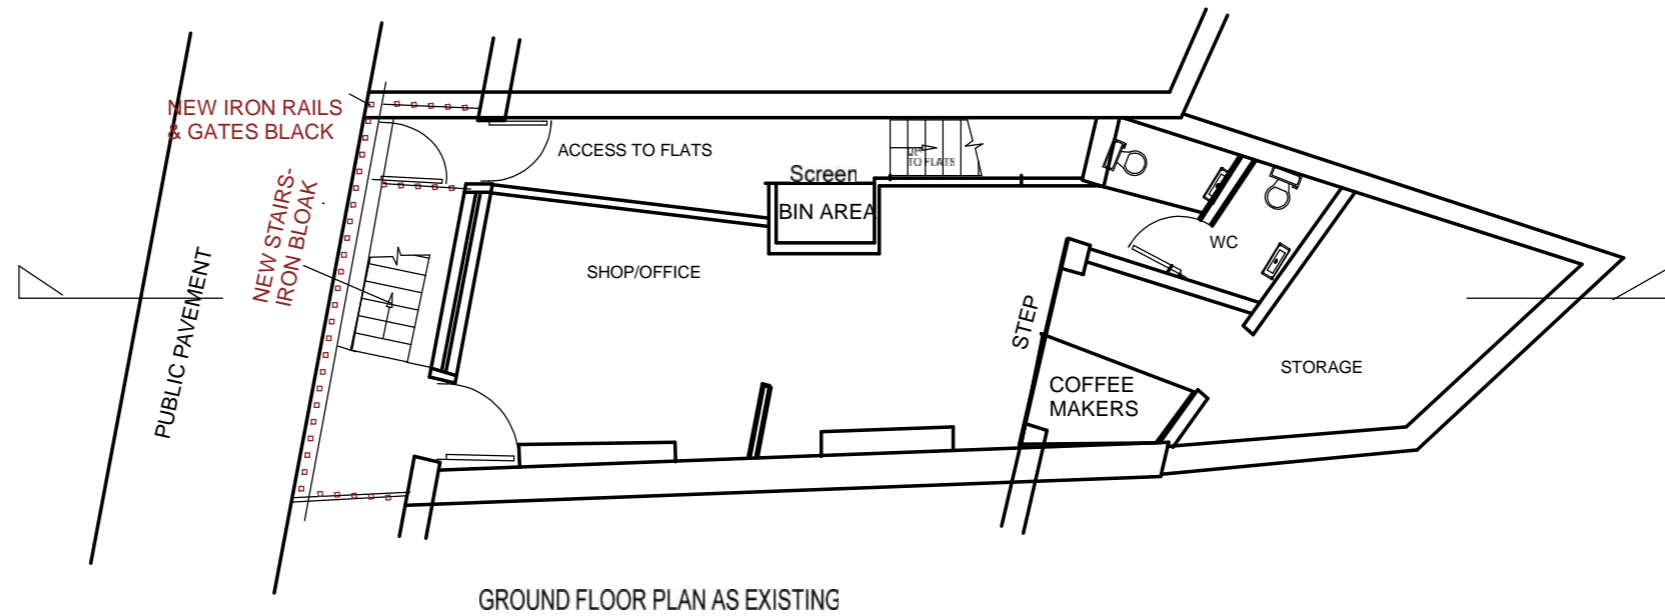 NEW IRON RAILS
& GATES BLACK
ACCESS TO FLATS
UP
TO FLATS
Screen
BIN AREA
NEW STAIRS-
IRON BLOAK
PUBLIC PAVEMENT
SHOP/OFFICE
WC
STEP
COFFEE
MAKERS
STORAGE
GROUND FLOOR PLAN AS EXISTING